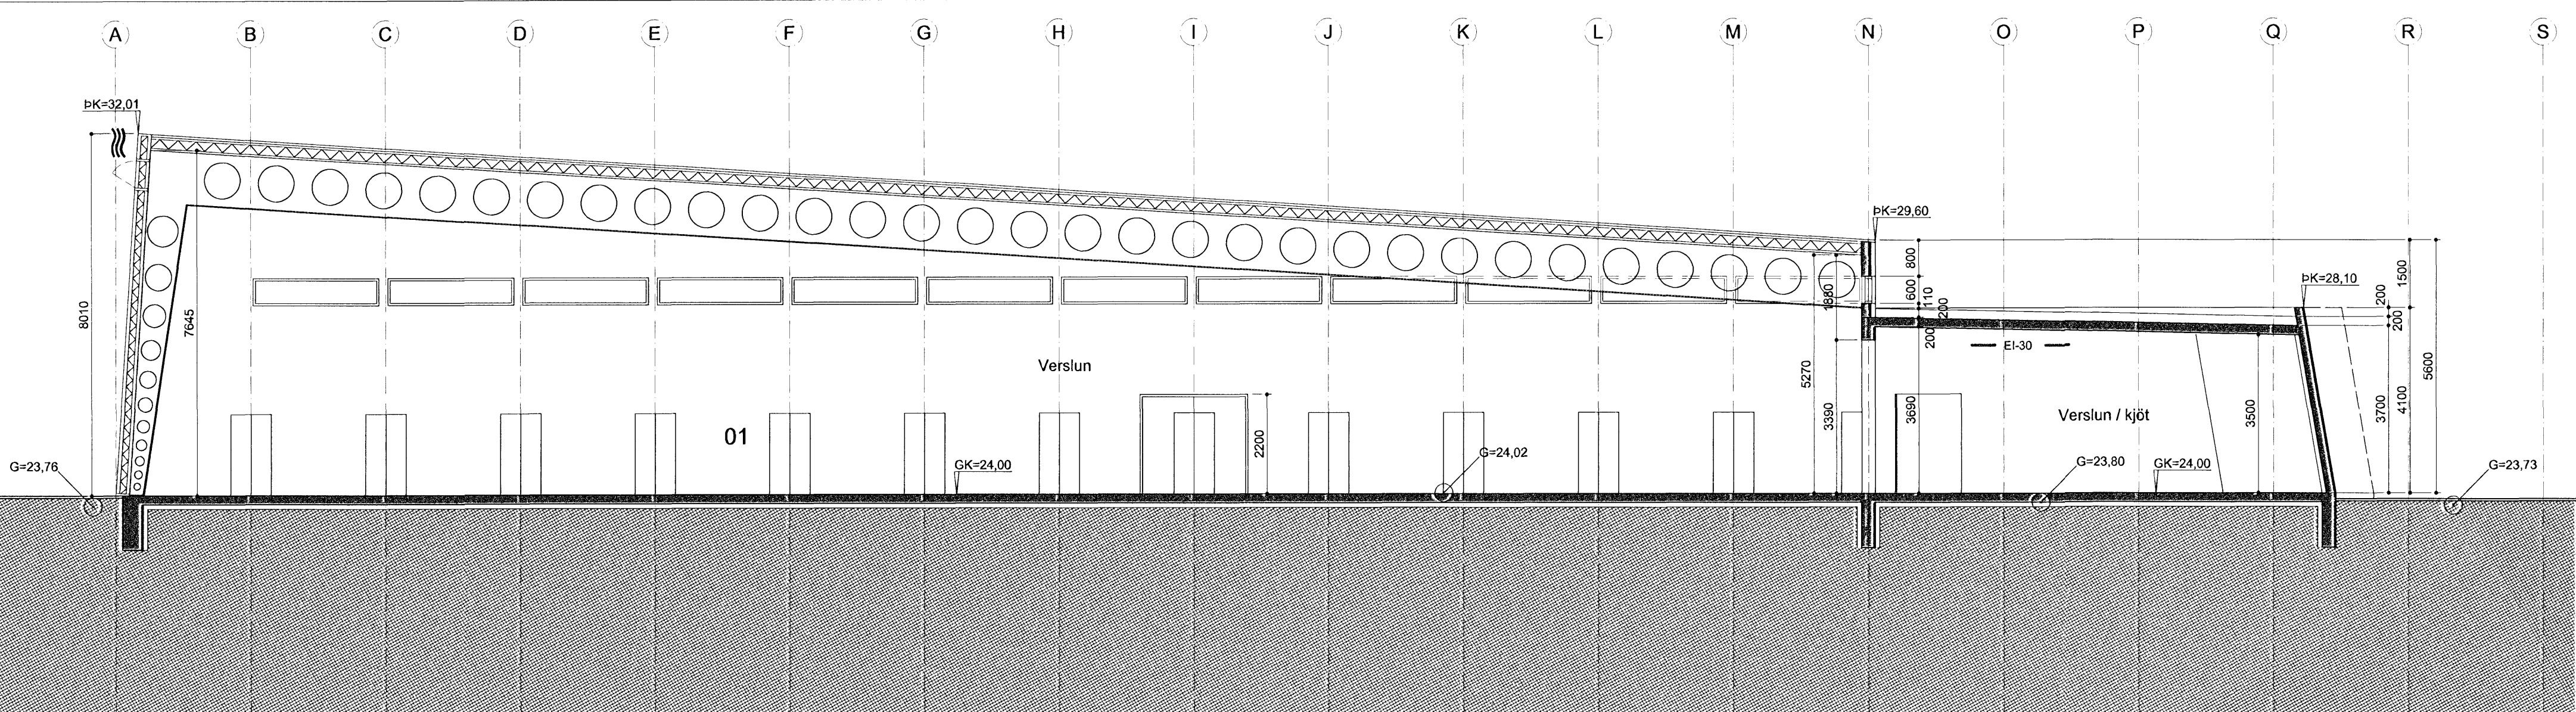 A B C D E F G H I J K L M N O P Q R S
ÞK=32,01
ÞK=29,60
ÞK=28,10
8010
7645
800
600
110
200
200
1880
1500
200
200
5270
3390
3690
3500
3700
4100
5600
EI-30
Verslun
Verslun / kjöt
01
2200
G=23,76
GK=24,00
G=24,02
G=23,80
GK=24,00
G=23,73